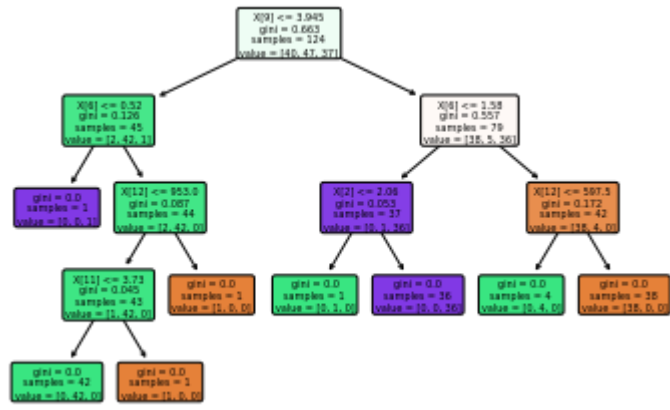 X[9] <= 3.945
gini = 0.663
samples = 124
value = [40, 47, 37]
X[6] <= 0.52
gini = 0.126
samples = 45
value = [2, 42, 1]
X[6] <= 1.58
gini = 0.557
samples = 79
value = [38, 5, 36]
gini = 0.0
samples = 1
value = [0, 0, 1]
X[12] <= 953.0
gini = 0.087
samples = 44
value = [2, 42, 0]
X[2] <= 2.06
gini = 0.053
samples = 37
value = [0, 1, 36]
X[12] <= 597.5
gini = 0.172
samples = 42
value = [38, 4, 0]
X[11] <= 3.73
gini = 0.045
samples = 43
value = [1, 42, 0]
gini = 0.0
samples = 1
value = [1, 0, 0]
gini = 0.0
samples = 1
value = [0, 1, 0]
gini = 0.0
samples = 36
value = [0, 0, 36]
gini = 0.0
samples = 4
value = [0, 4, 0]
gini = 0.0
samples = 38
value = [38, 0, 0]
gini = 0.0
samples = 42
value = [0, 42, 0]
gini = 0.0
samples = 1
value = [1, 0, 0]